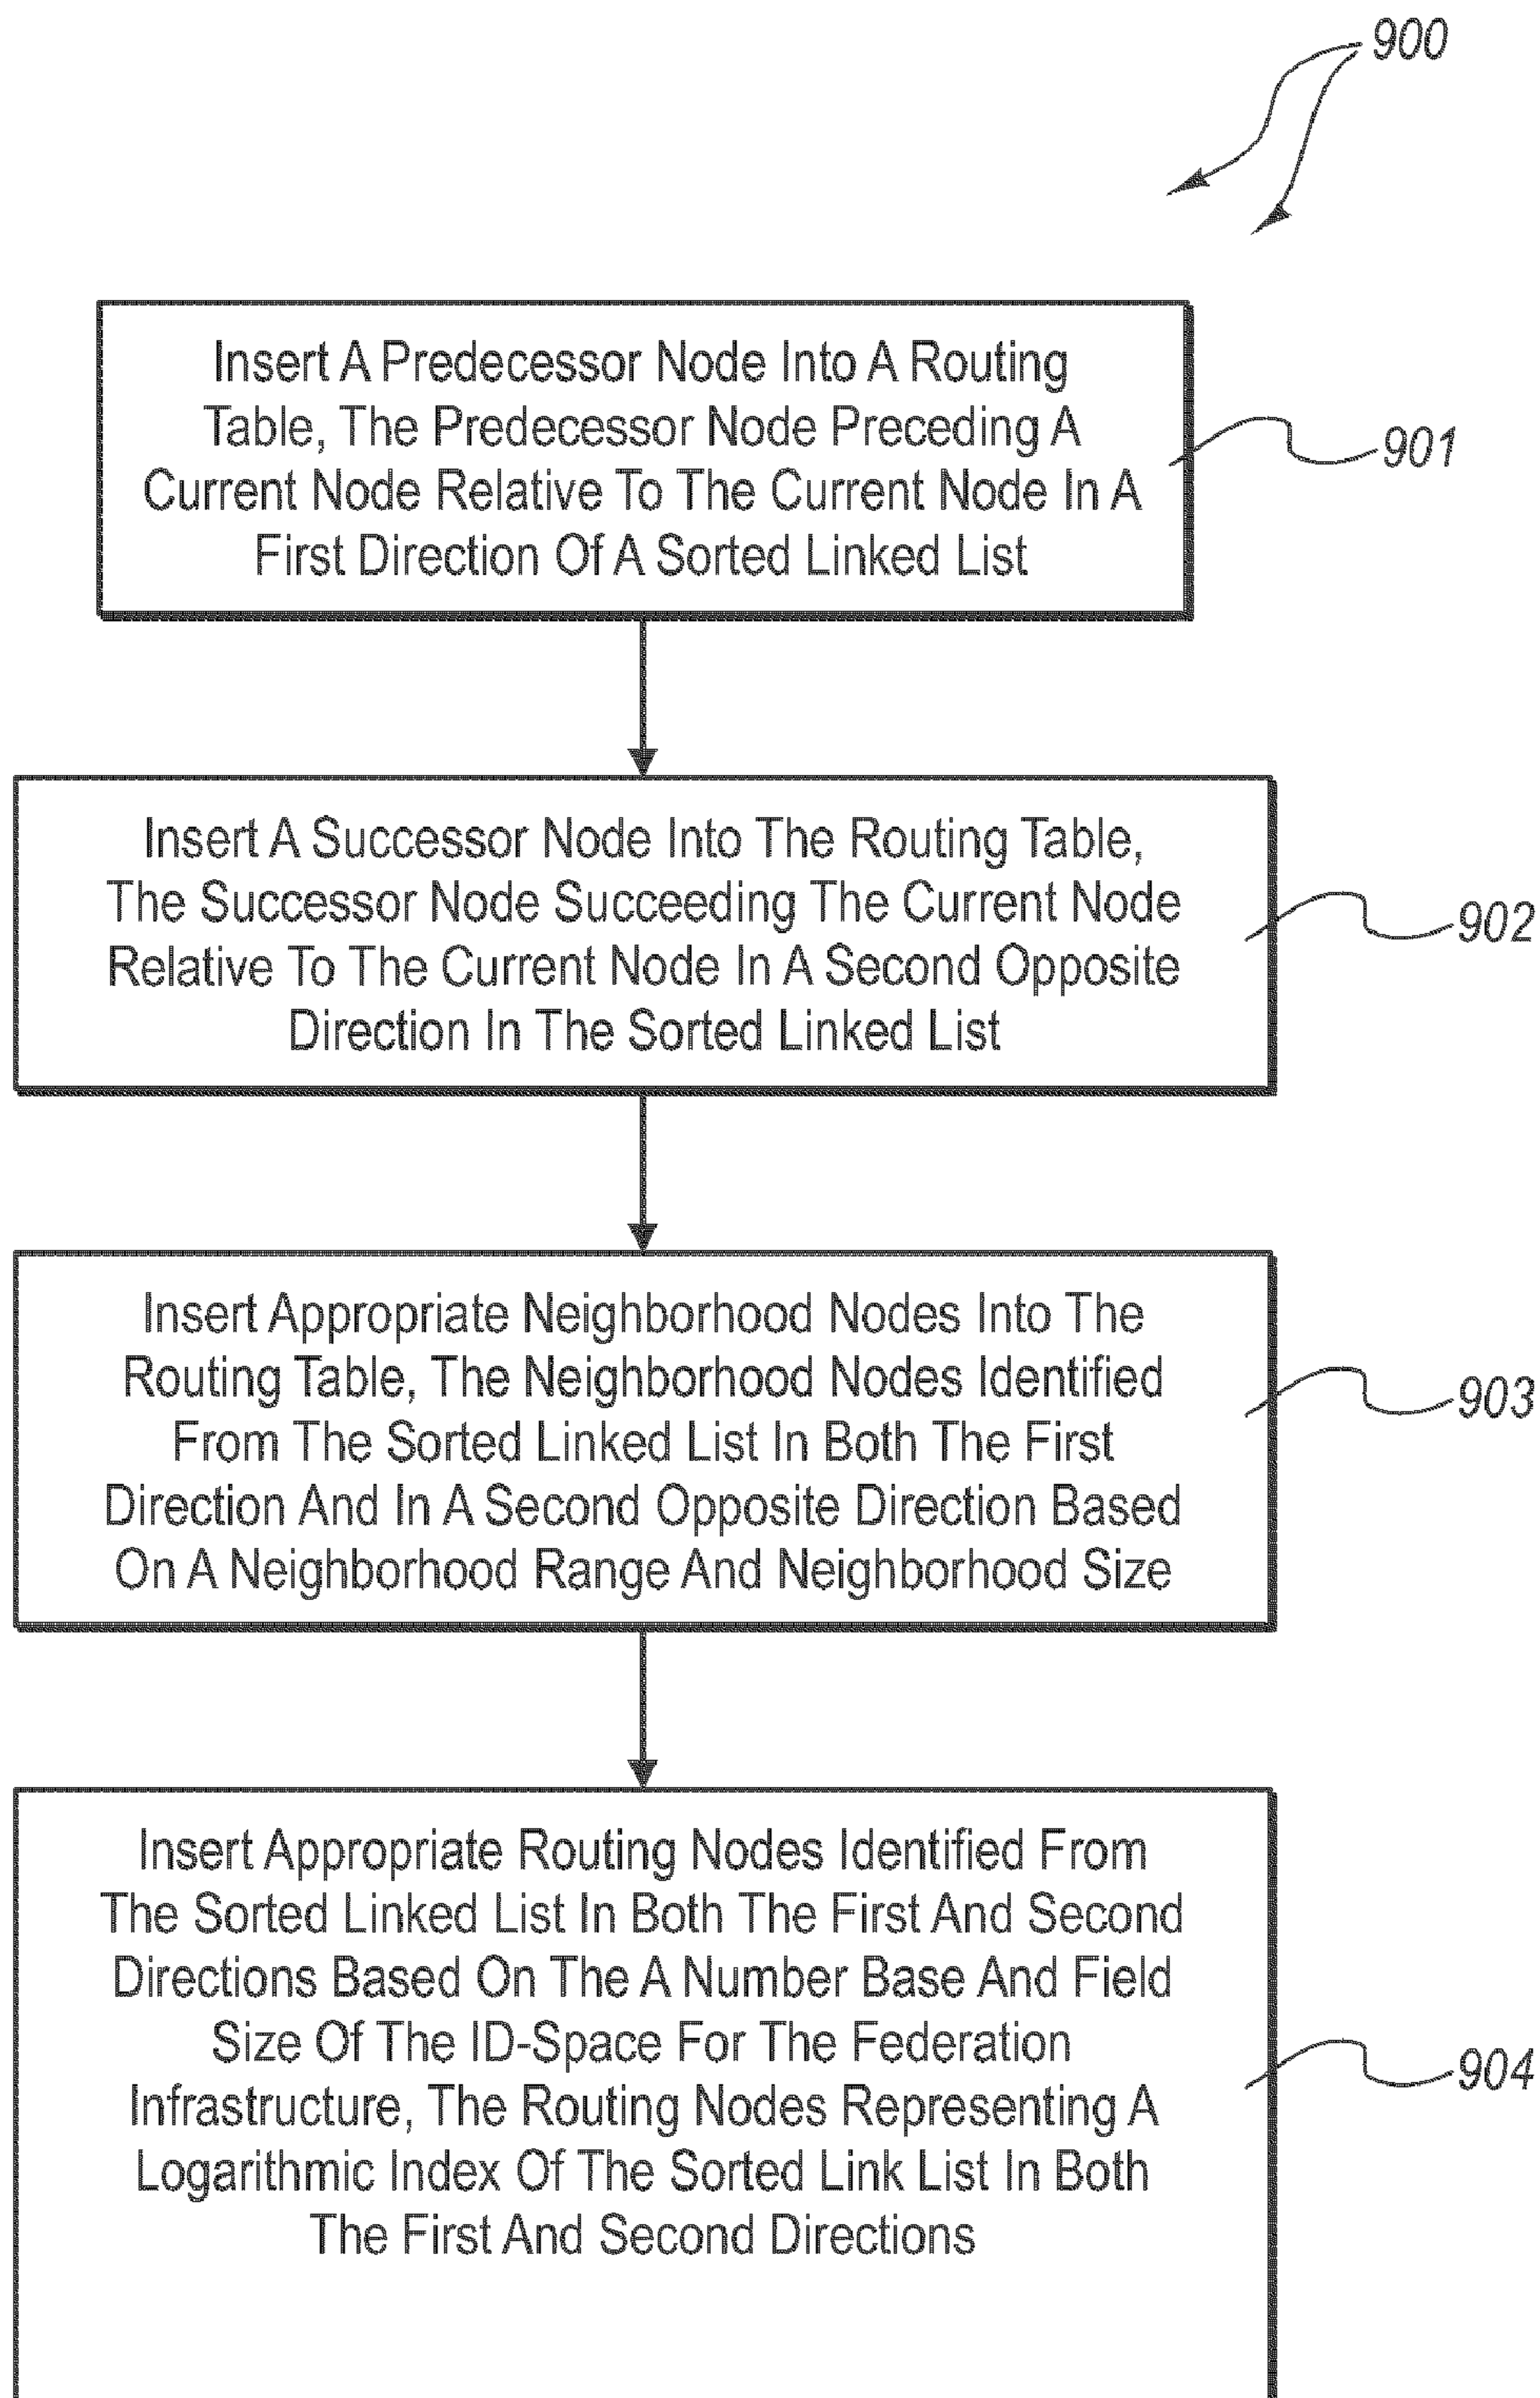 900
Insert A Predecessor Node Into A Routing
Table, The Predecessor Node Preceding A
Current Node Relative To The Current Node In A
First Direction Of A Sorted Linked List
901
Insert A Successor Node Into The Routing Table,
The Successor Node Succeeding The Current Node
Relative To The Current Node In A Second Opposite
Direction In The Sorted Linked List
902
Insert Appropriate Neighborhood Nodes Into The
Routing Table, The Neighborhood Nodes Identified
From The Sorted Linked List In Both The First
Direction And In A Second Opposite Direction Based
On A Neighborhood Range And Neighborhood Size
903
Insert Appropriate Routing Nodes Identified From
The Sorted Linked List In Both The First And Second
Directions Based On The A Number Base And Field
Size Of The ID-Space For The Federation
Infrastructure, The Routing Nodes Representing A
Logarithmic Index Of The Sorted Link List In Both
The First And Second Directions
904